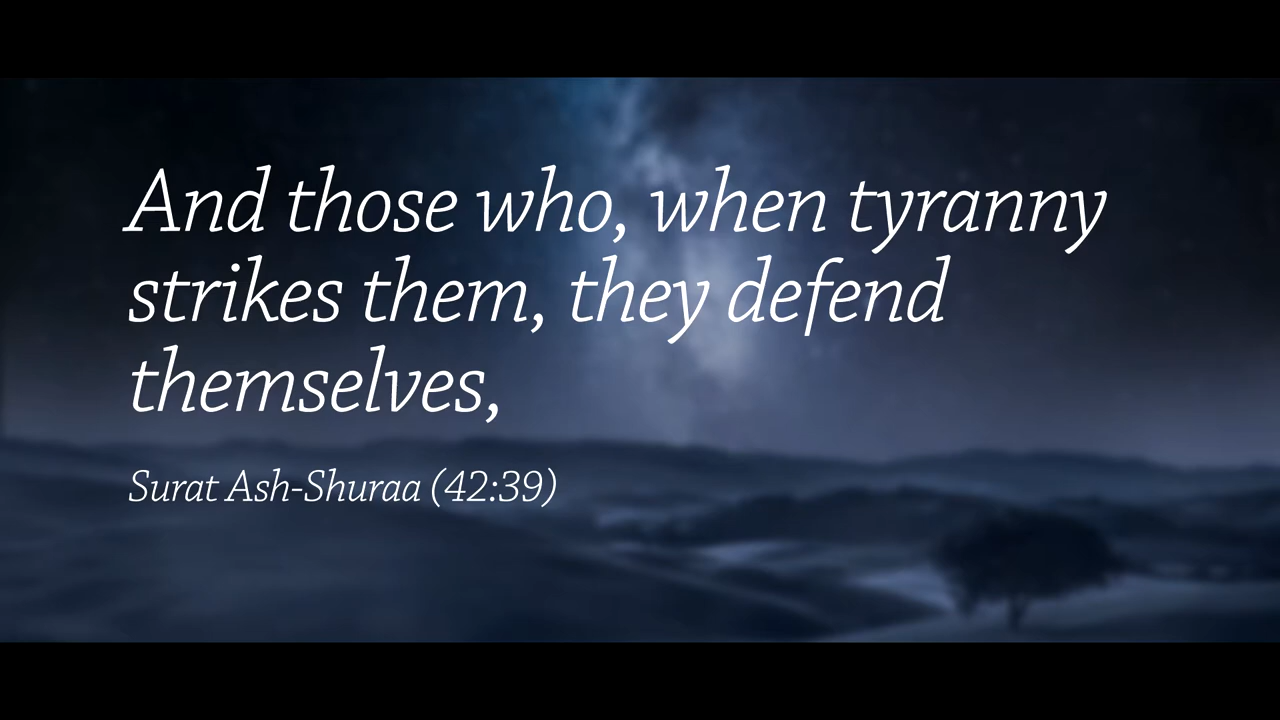 And those who, when tyranny
strikes them, they defend
themselves,
Surat Ash-Shuraa (42:39)